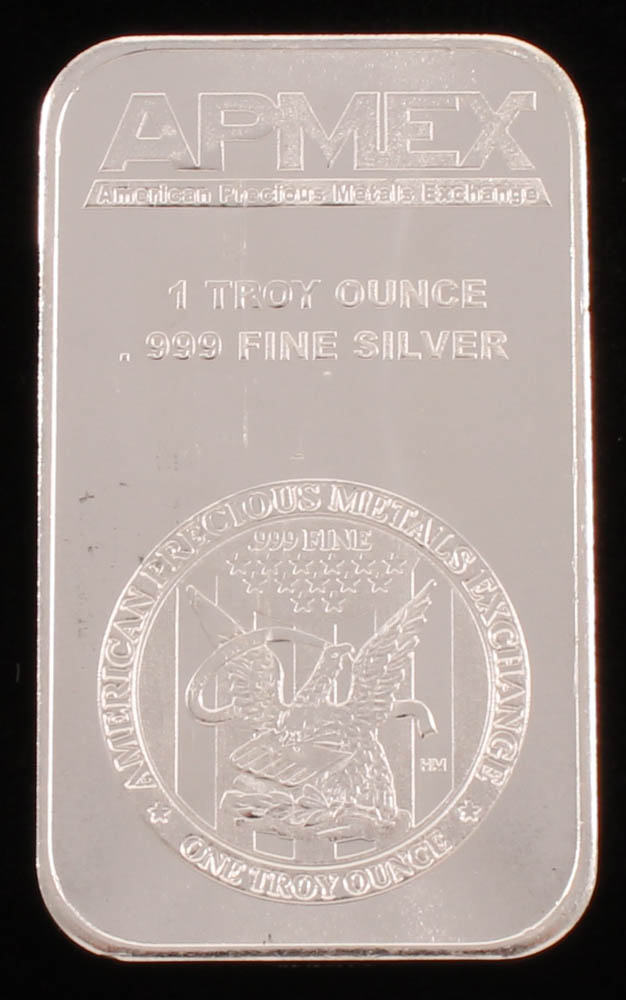 APMEX
American Precious Metals Exchange
1 TROY OUNCE
. 999 FINE SILVER
AMERICAN PRECIOUS METALS EXCHANGE
.999 FINE
HM
ONE TROY OUNCE